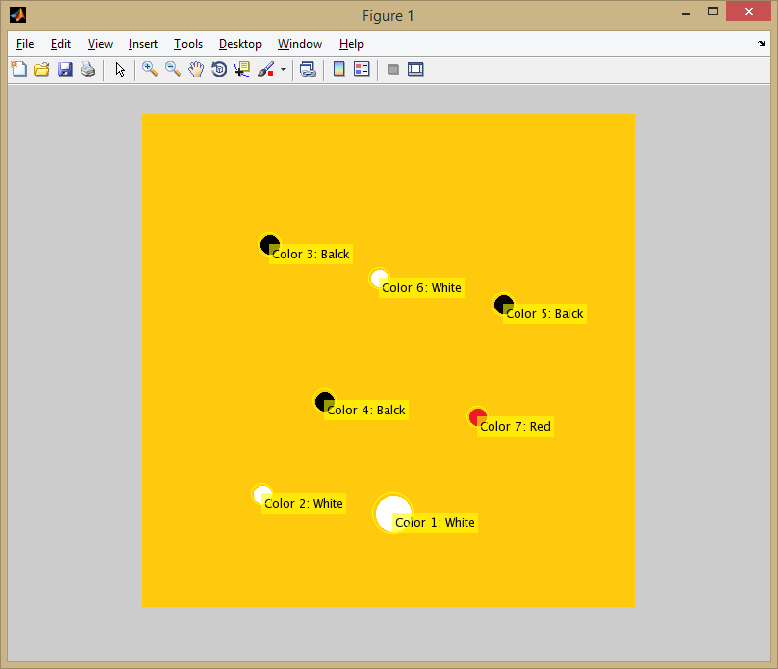 Figure 1
File Edit View Insert Tools Desktop Window Help
Color 3: Balck
Color 6: White
Color 5: Balck
Color 4: Balck
Color 7: Red
Color 2: White
Color 1: White